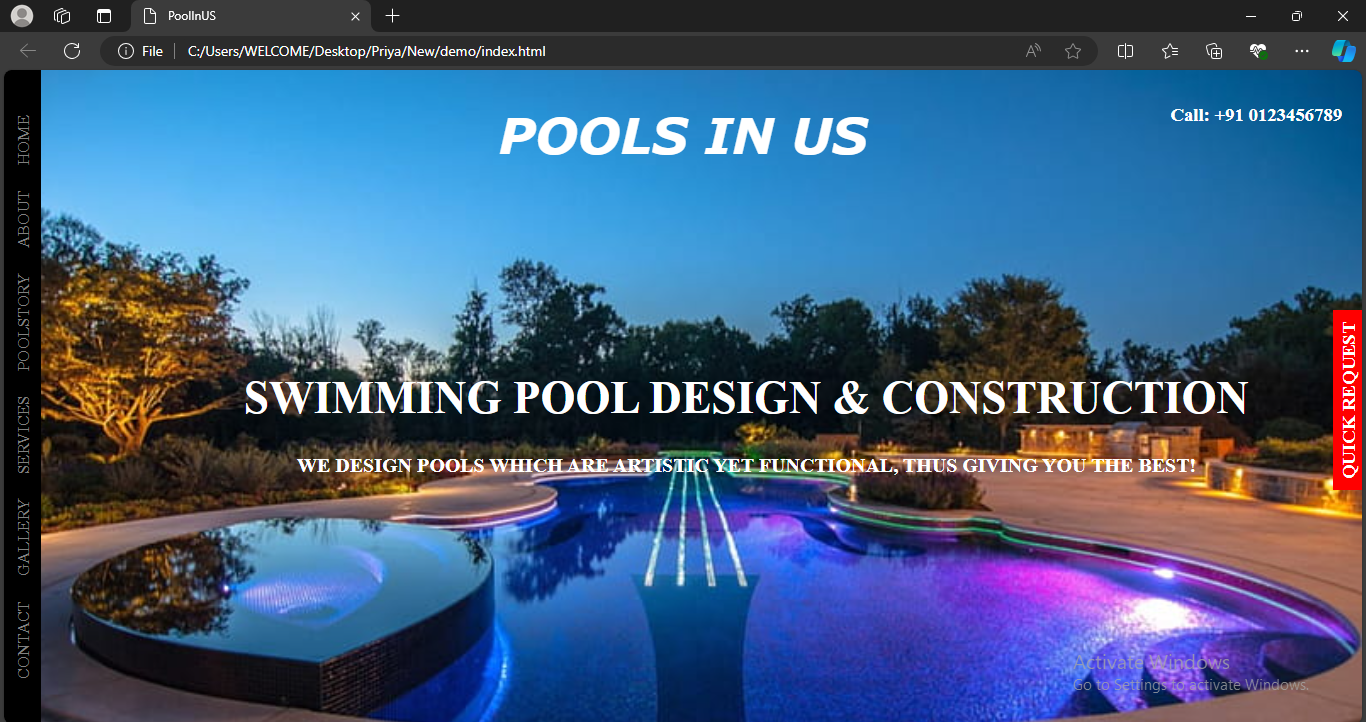 PoolInUS
File
C:/Users/WELCOME/Desktop/Priya/New/demo/index.html
POOLS IN US
Call: +91 0123456789
HOME
ABOUT
POOLSTORY
SERVICES
GALLERY
CONTACT
SWIMMING POOL DESIGN & CONSTRUCTION
WE DESIGN POOLS WHICH ARE ARTISTIC YET FUNCTIONAL, THUS GIVING YOU THE BEST!
QUICK REQUEST
Activate Windows
Go to Settings to activate Windows.